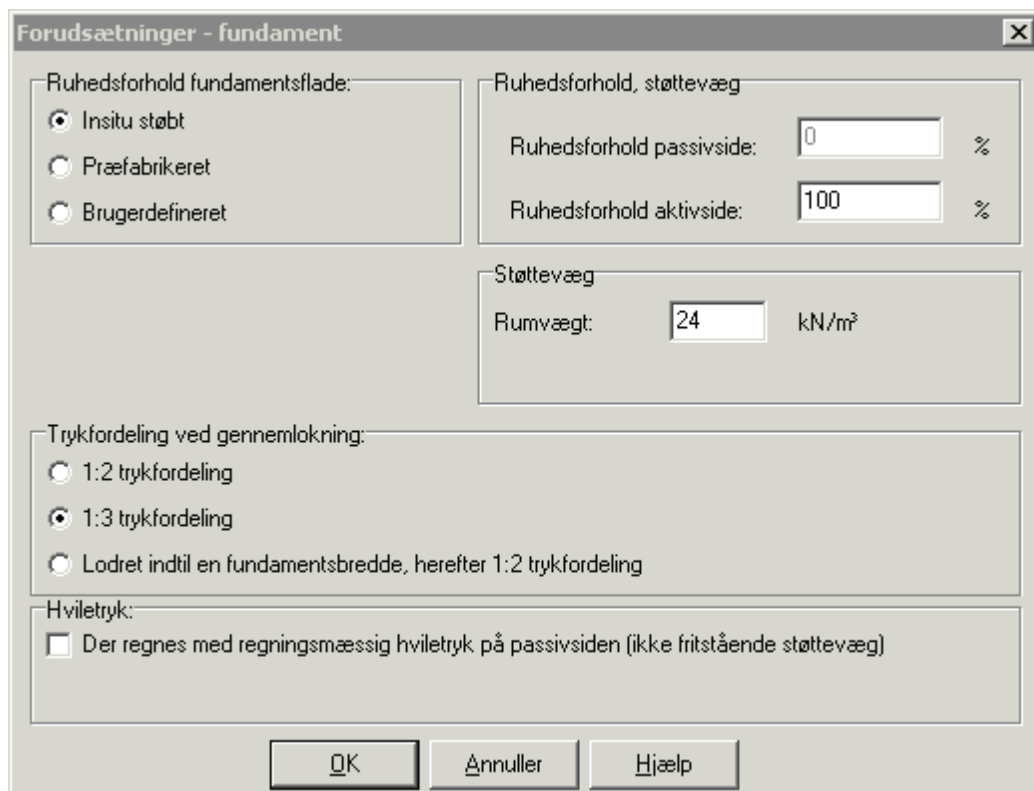 Forudsætninger - fundament
Ruhedsforhold fundamentsflade:
Insitu støbt
Præfabrikeret
Brugerdefineret
Ruhedsforhold, støttevæg
Ruhedsforhold passivside: 0 %
Ruhedsforhold aktivside: 100 %
Støttevæg
Rumvægt: 24 kN/m³
Trykfordeling ved gennemlokning:
1:2 trykfordeling
1:3 trykfordeling
Lodret indtil en fundamentsbredde, herefter 1:2 trykfordeling
Hviletryk:
Der regnes med regningsmæssig hviletryk på passivsiden (ikke fritstående støttevæg)
OK Annuller Hjælp